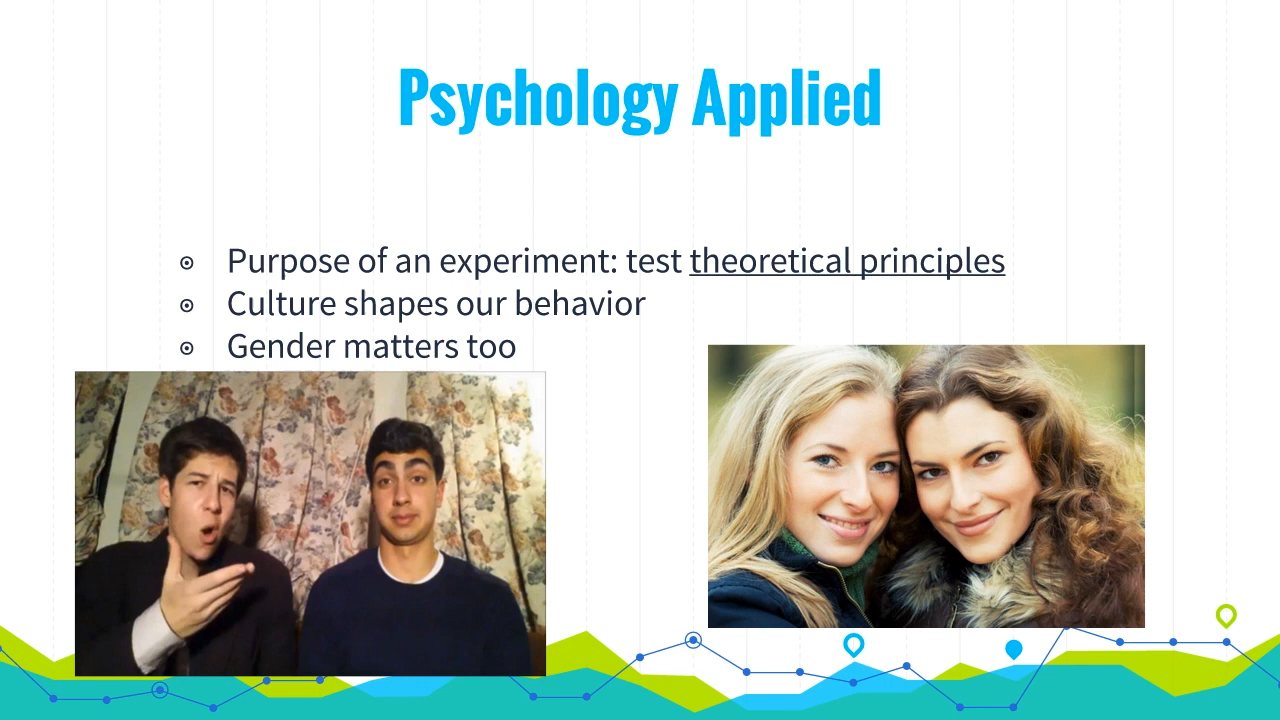 Psychology Applied
Purpose of an experiment: test theoretical principles
Culture shapes our behavior
Gender matters too